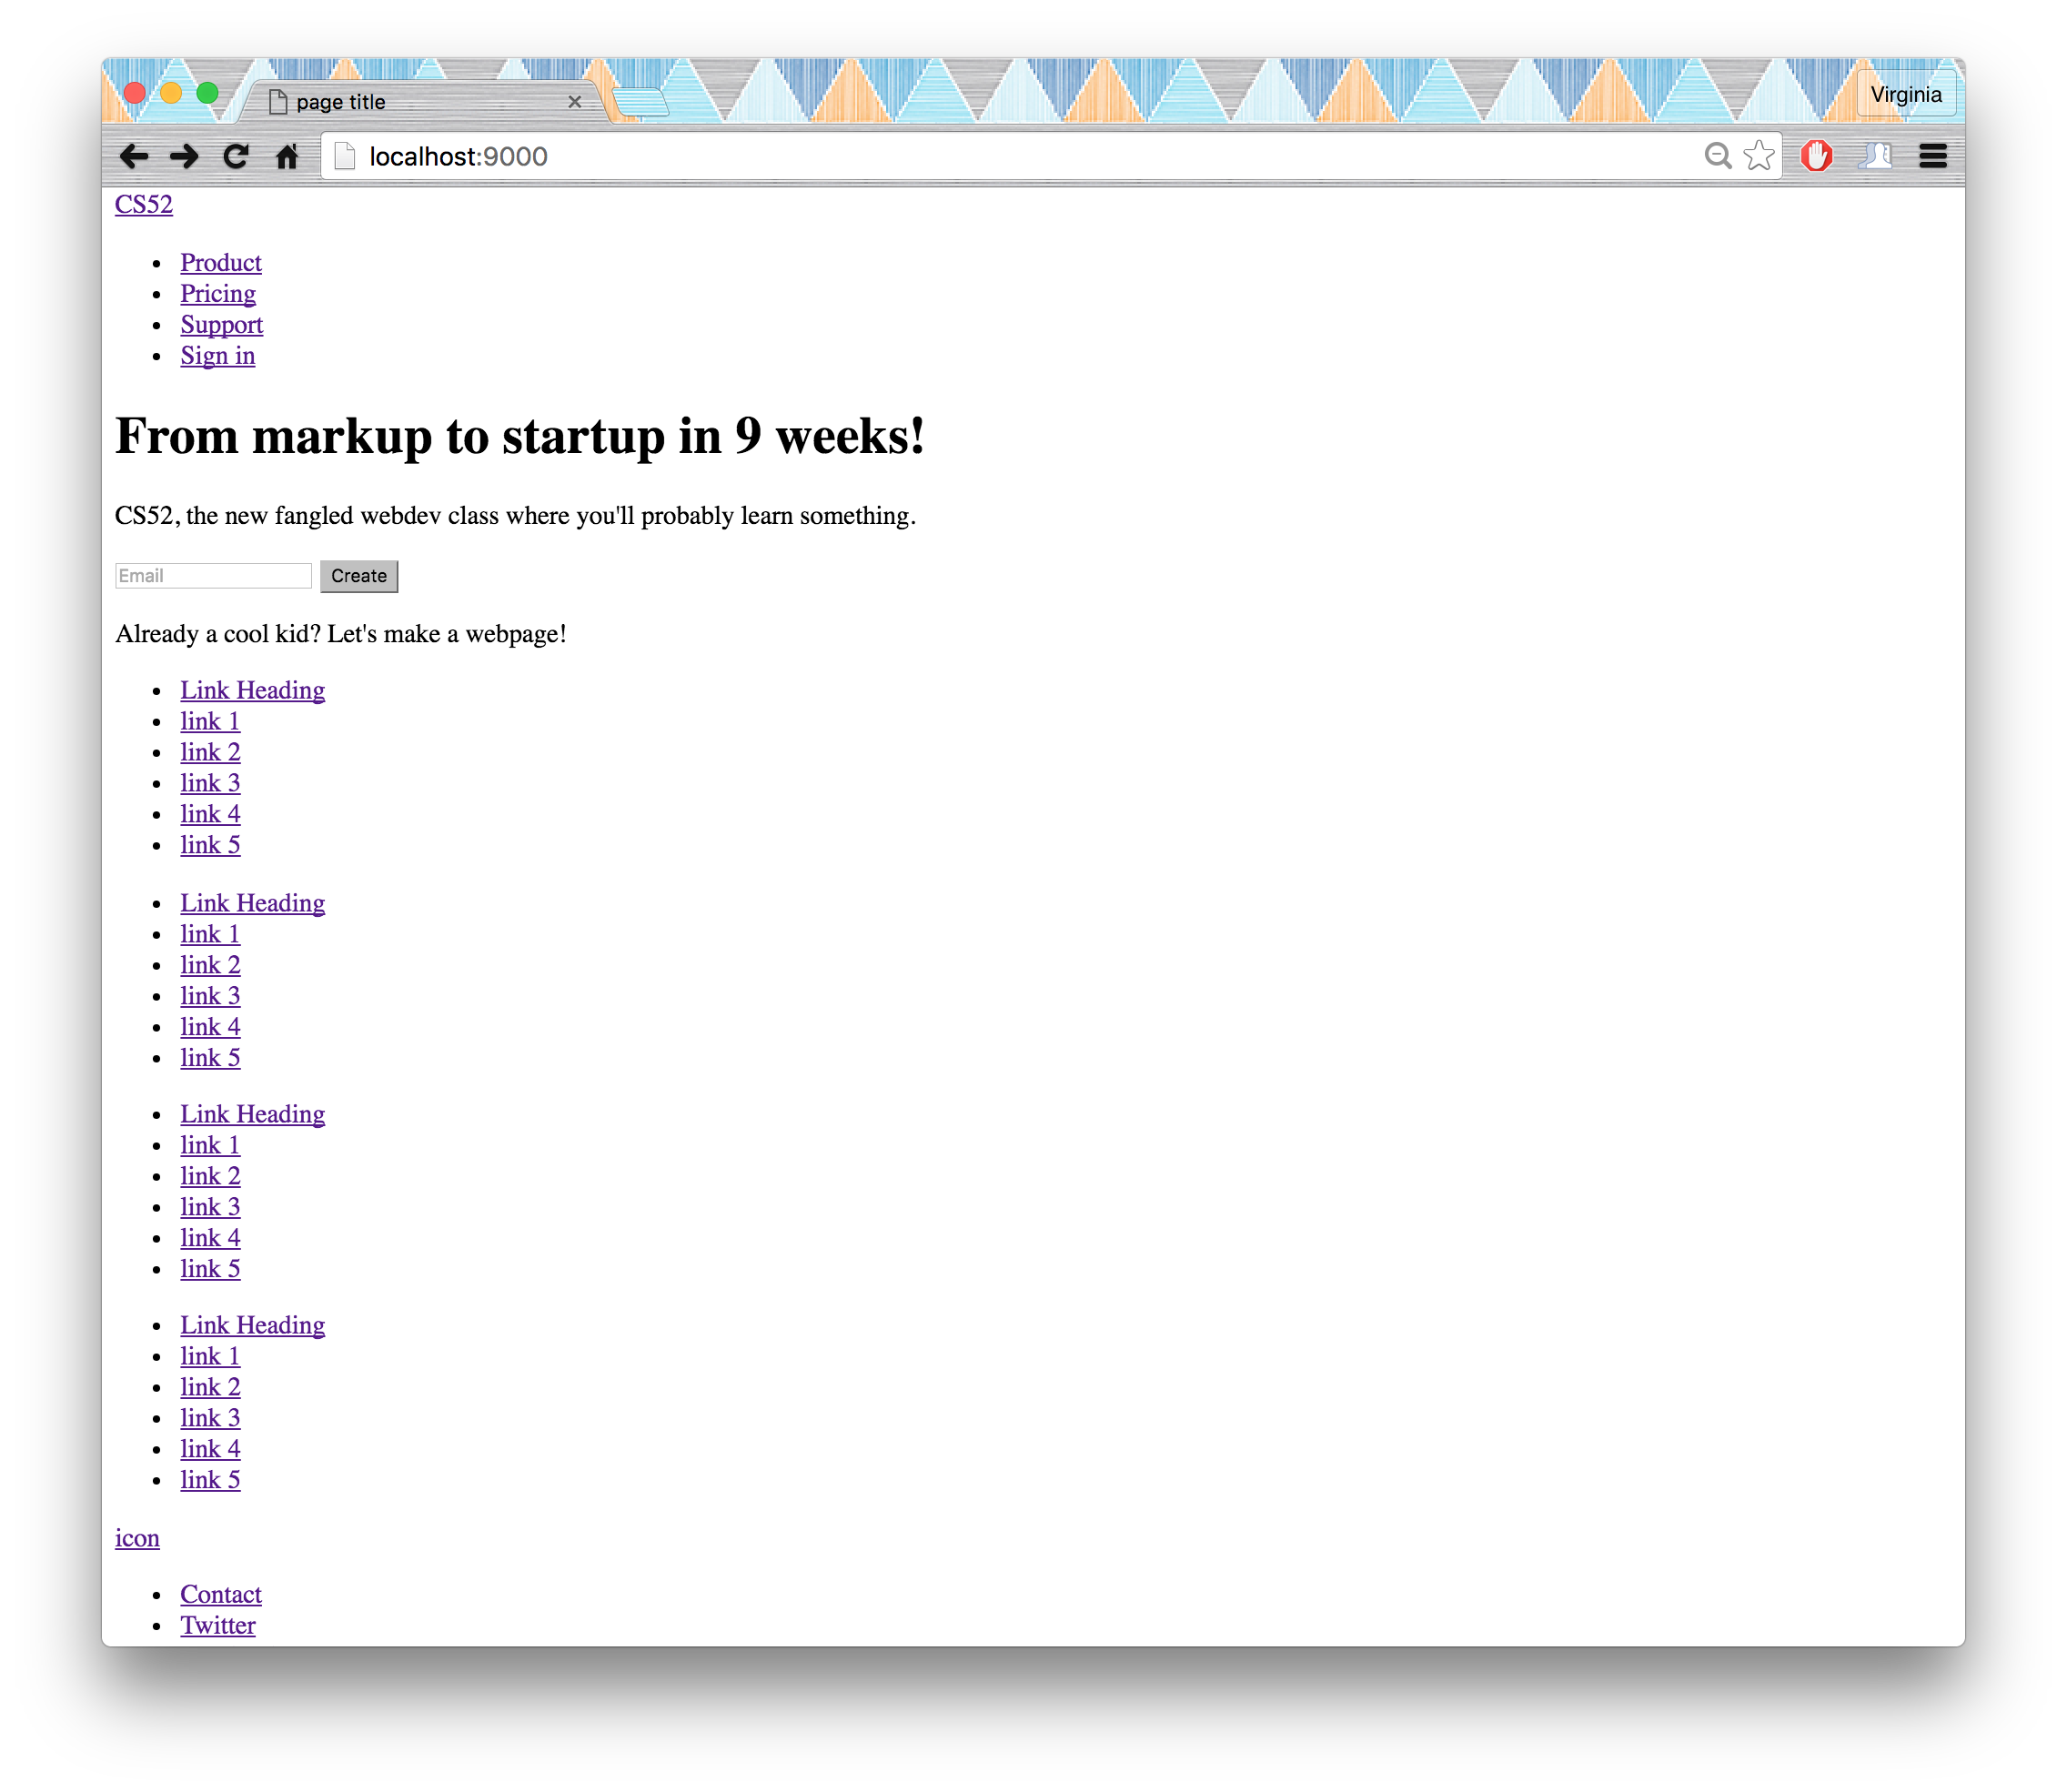 page title
Virginia
localhost:9000
CS52
Product
Pricing
Support
Sign in
From markup to startup in 9 weeks!
CS52, the new fangled webdev class where you'll probably learn something.
Email Create
Already a cool kid? Let's make a webpage!
Link Heading
link 1
link 2
link 3
link 4
link 5
Link Heading
link 1
link 2
link 3
link 4
link 5
Link Heading
link 1
link 2
link 3
link 4
link 5
Link Heading
link 1
link 2
link 3
link 4
link 5
icon
Contact
Twitter